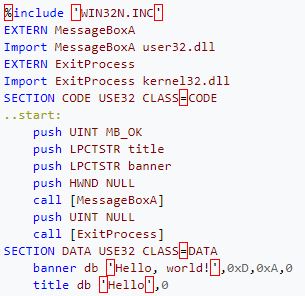 %include 'WIN32N.INC'
EXTERN MessageBoxA
Import MessageBoxA user32.dll
EXTERN ExitProcess
Import ExitProcess kernel32.dll
SECTION CODE USE32 CLASS=CODE
..start:
push UINT MB_OK
push LPCTSTR title
push LPCTSTR banner
push HWND NULL
call [MessageBoxA]
push UINT NULL
call [ExitProcess]
SECTION DATA USE32 CLASS=DATA
banner db 'Hello, world!',0xD,0xA,0
title db 'Hello',0